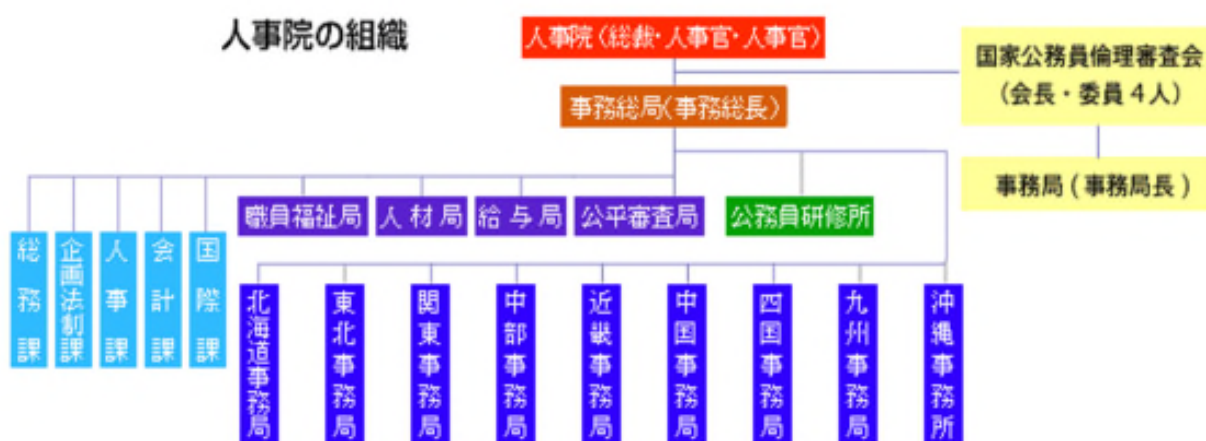 人事院の組織
人事院(総裁・人事官・人事官)
国家公務員倫理審査会
(会長・委員4人)
事務総局(事務総長)
事務局(事務局長)
職員福祉局
人材局
給与局
公平審査局
公務員研修所
総務課
企画法制課
人事課
会計課
国際課
北海道事務局
東北事務局
関東事務局
中部事務局
近畿事務局
中国事務局
四国事務局
九州事務局
沖縄事務所